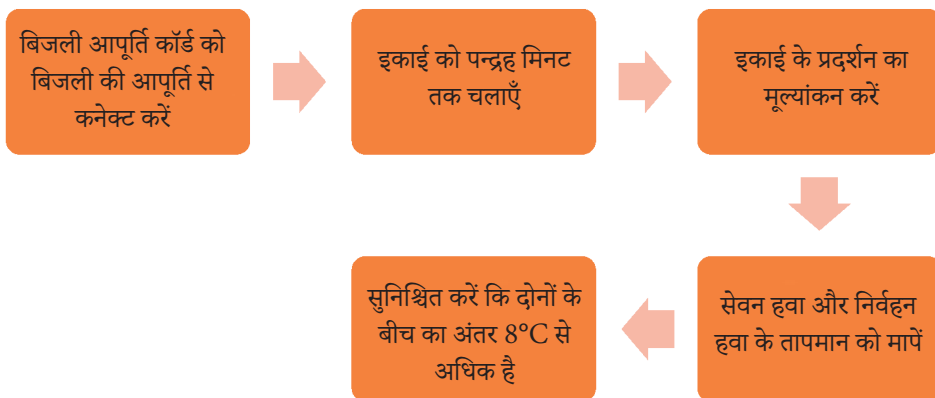 बिजली आपूर्ति कॉर्ड को
बिजली की आपूर्ति से
कनेक्ट करें
इकाई को पन्द्रह मिनट
तक चलाएँ
इकाई के प्रदर्शन का
मूल्यांकन करें
सेवन हवा और निर्वहन
हवा के तापमान को मापें
सुनिश्चित करें कि दोनों के
बीच का अंतर 8°C से
अधिक है